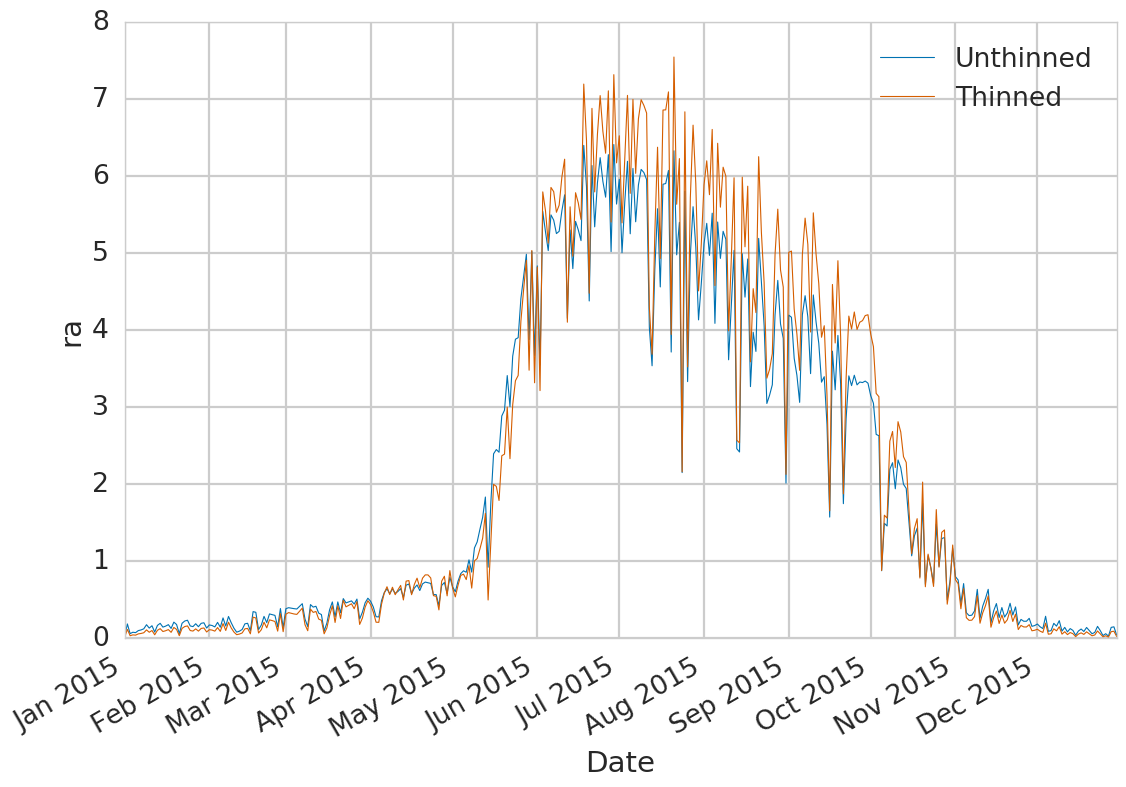 8
7
6
5
4
3
2
1
0
ra
Unthinned
Thinned
Jan 2015
Feb 2015
Mar 2015
Apr 2015
May 2015
Jun 2015
Jul 2015
Aug 2015
Sep 2015
Oct 2015
Nov 2015
Dec 2015
Date